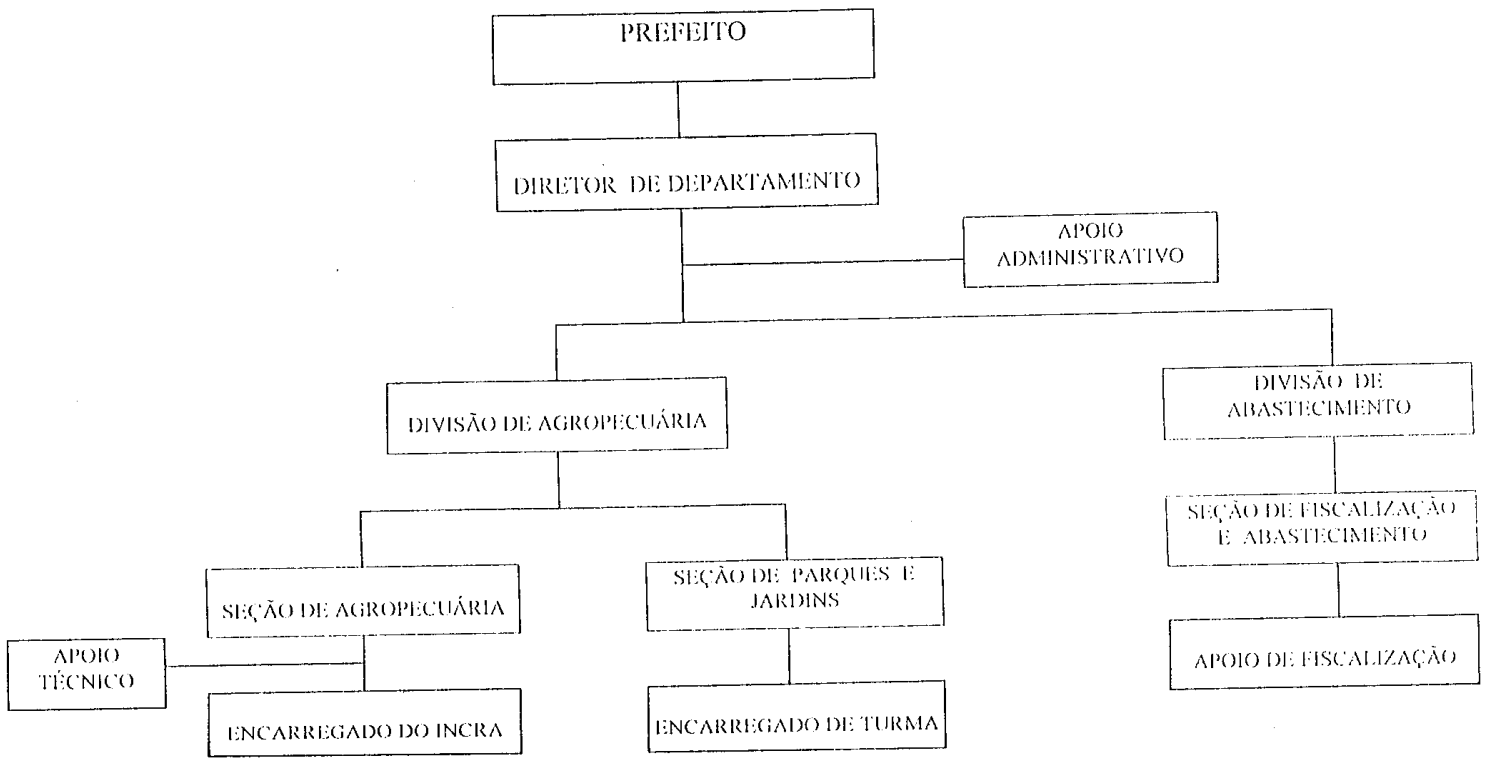 PREFEITO
DIRETOR DE DEPARTAMENTO
APOIO
ADMINISTRATIVO
DIVISÃO DE AGROPECUÁRIA
DIVISÃO DE
ABASTECIMENTO
SEÇÃO DE FISCALIZAÇÃO
E ABASTECIMENTO
SEÇÃO DE AGROPECUÁRIA
SEÇÃO DE PARQUES E
JARDINS
APOIO
TÉCNICO
APOIO DE FISCALIZAÇÃO
ENCARREGADO DO INCRA
ENCARREGADO DE TURMA